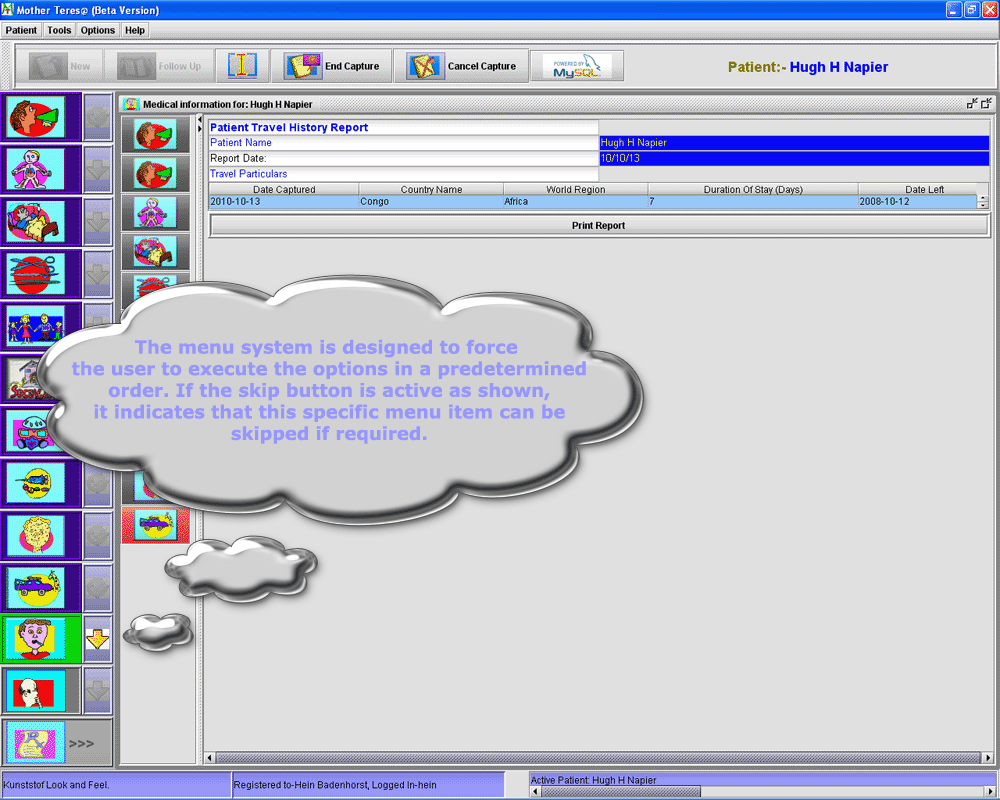 Mother Teres@ (Beta Version)
Patient Tools Options Help
New Follow Up End Capture Cancel Capture POWERED BY MySQL Patient:- Hugh H Napier
Medical information for: Hugh H Napier
Patient Travel History Report
Patient Name Hugh H Napier
Report Date: 10/10/13
Travel Particulars
Date Captured Country Name World Region Duration Of Stay (Days) Date Left
2010-10-13 Congo Africa 7 2008-10-12
Print Report
The menu system is designed to force
the user to execute the options in a predetermined
order. If the skip button is active as shown,
it indicates that this specific menu item can be
skipped if required.
>>>
Kunststof Look and Feel. Registered to-Hein Badenhorst, Logged In-hein Active Patient: Hugh H Napier